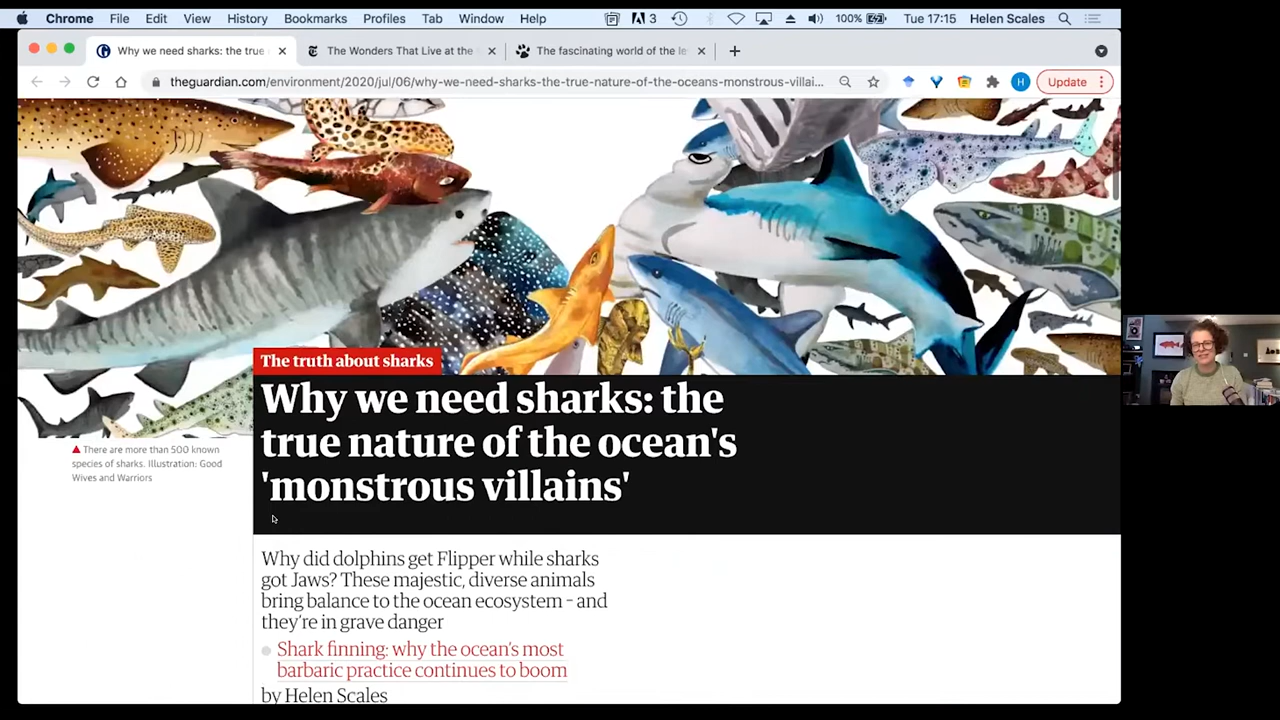 Chrome File Edit View History Bookmarks Profiles Tab Window Help 3 100% Tue 17:15 Helen Scales
Why we need sharks: the true The Wonders That Live at the The fascinating world of the
theguardian.com/environment/2020/jul/06/why-we-need-sharks-the-true-nature-of-the-oceans-monstrous-villai... H Update
The truth about sharks
Why we need sharks: the
true nature of the ocean's
'monstrous villains'
There are more than 500 known
species of sharks. Illustration: Good
Wives and Warriors
Why did dolphins get Flipper while sharks
got Jaws? These majestic, diverse animals
bring balance to the ocean ecosystem – and
they're in grave danger
Shark finning: why the ocean's most
barbaric practice continues to boom
by Helen Scales